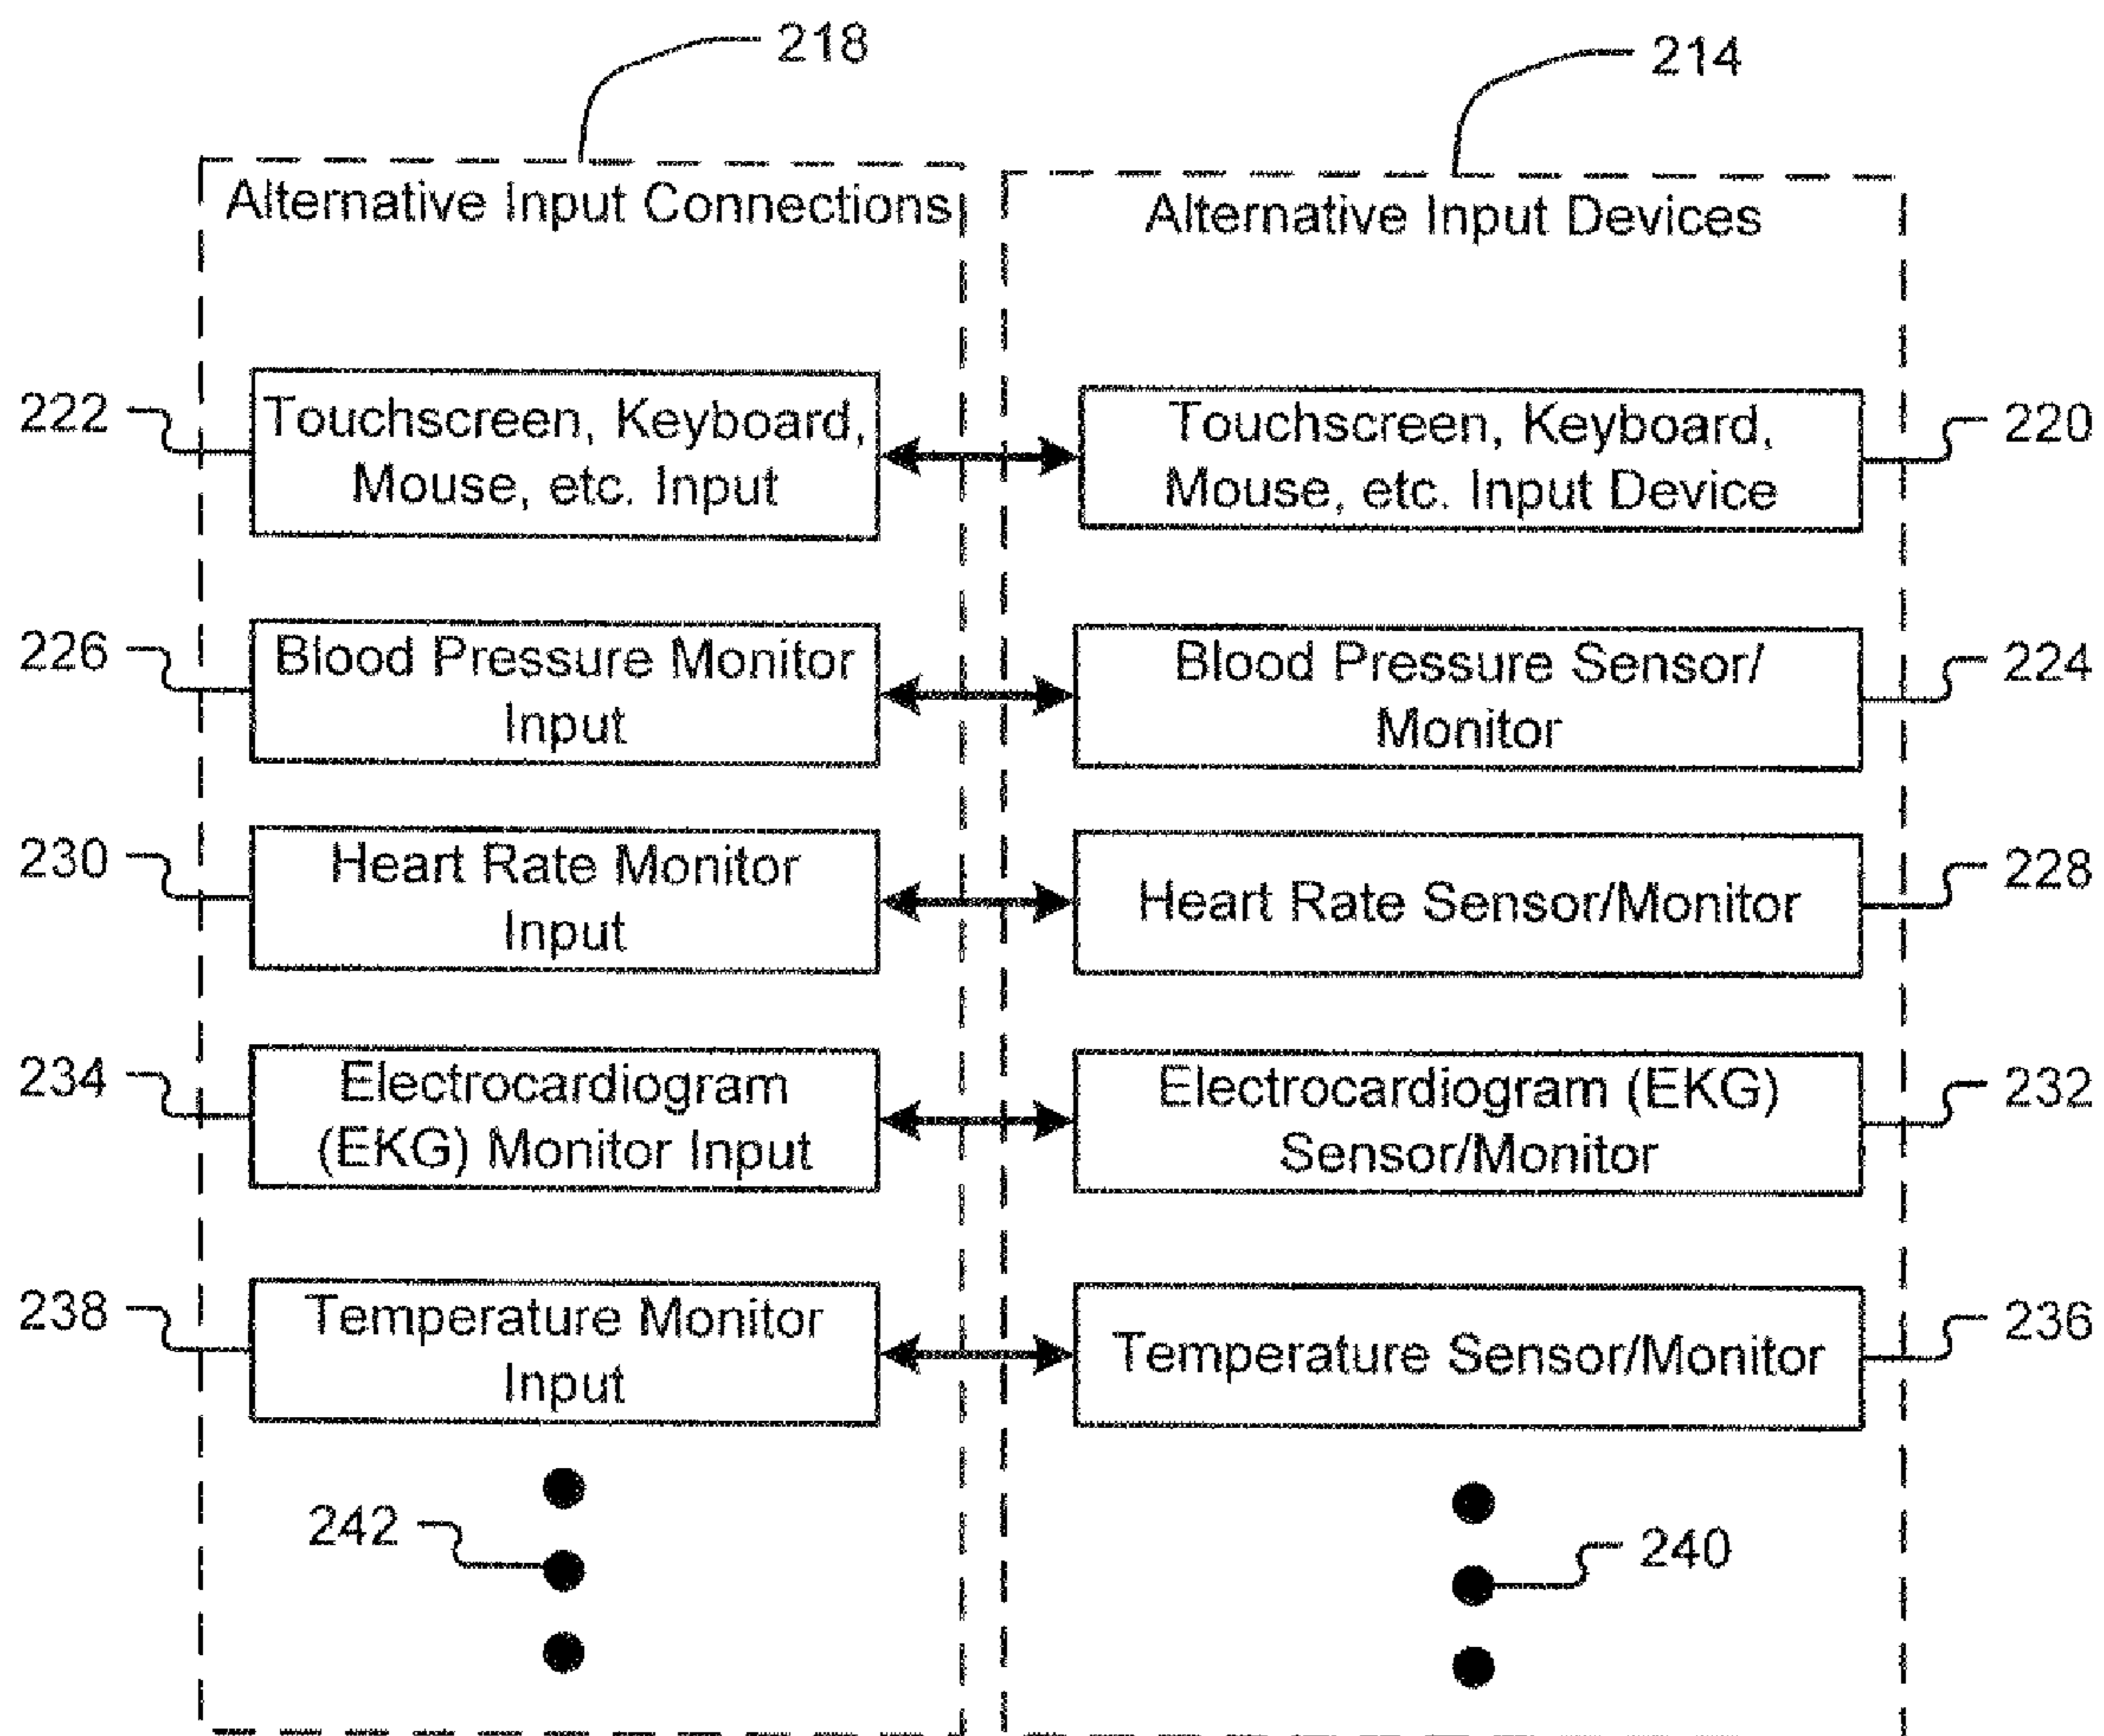 218
214
Alternative Input Connections
Alternative Input Devices
222
Touchscreen, Keyboard,
Mouse, etc. Input
Touchscreen, Keyboard,
Mouse, etc. Input Device
220
226
Blood Pressure Monitor
Input
Blood Pressure Sensor/
Monitor
224
230
Heart Rate Monitor
Input
Heart Rate Sensor/Monitor
228
234
Electrocardiogram
(EKG) Monitor Input
Electrocardiogram (EKG)
Sensor/Monitor
232
238
Temperature Monitor
Input
Temperature Sensor/Monitor
236
242
240